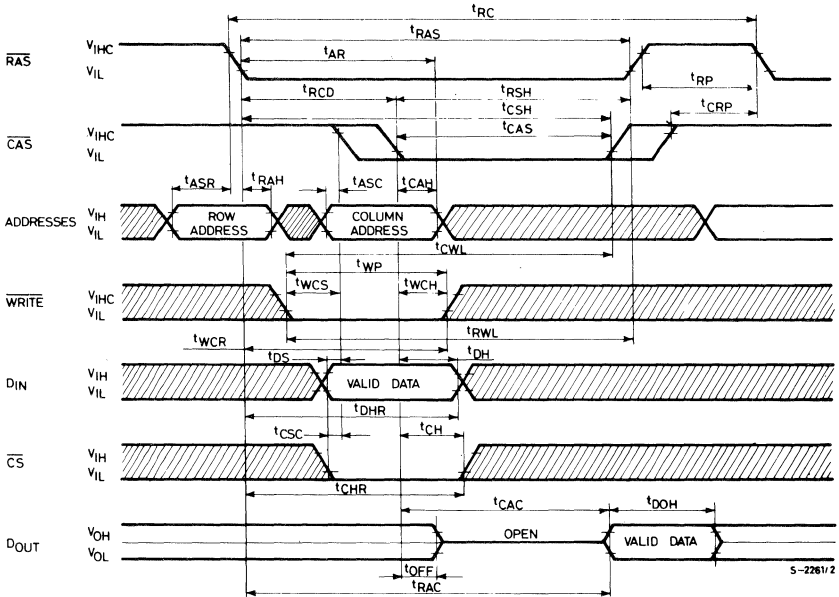 tRC
tRAS
tAR
RAS
VIHC
VIL
tRP
tRCD
tRSH
tCRP
tCSH
CAS
VIHC
VIL
tCAS
tASR
tRAH
tASC
tCAH
ADDRESSES
VIH
VIL
ROW
ADDRESS
COLUMN
ADDRESS
tCWL
tWP
tWCS
tWCH
WRITE
VIHC
VIL
tRWL
tWCR
tDS
tDH
DIN
VIH
VIL
VALID DATA
tDHR
tCSC
tCH
CS
VIH
VIL
tCHR
tCAC
tDOH
DOUT
VOH
VOL
OPEN
VALID DATA
S-2261/2
tOFF
tRAC